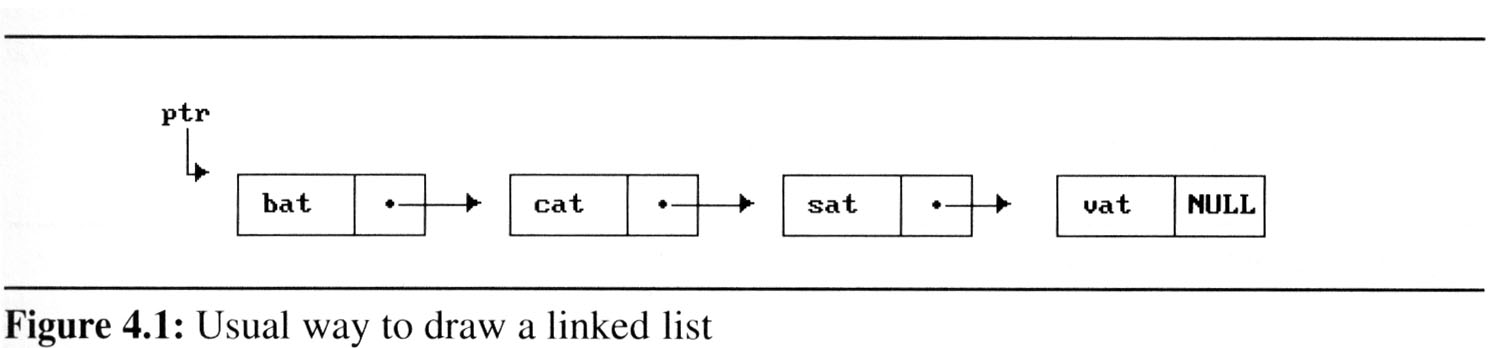 ptr
bat cat sat vat NULL
Figure 4.1: Usual way to draw a linked list